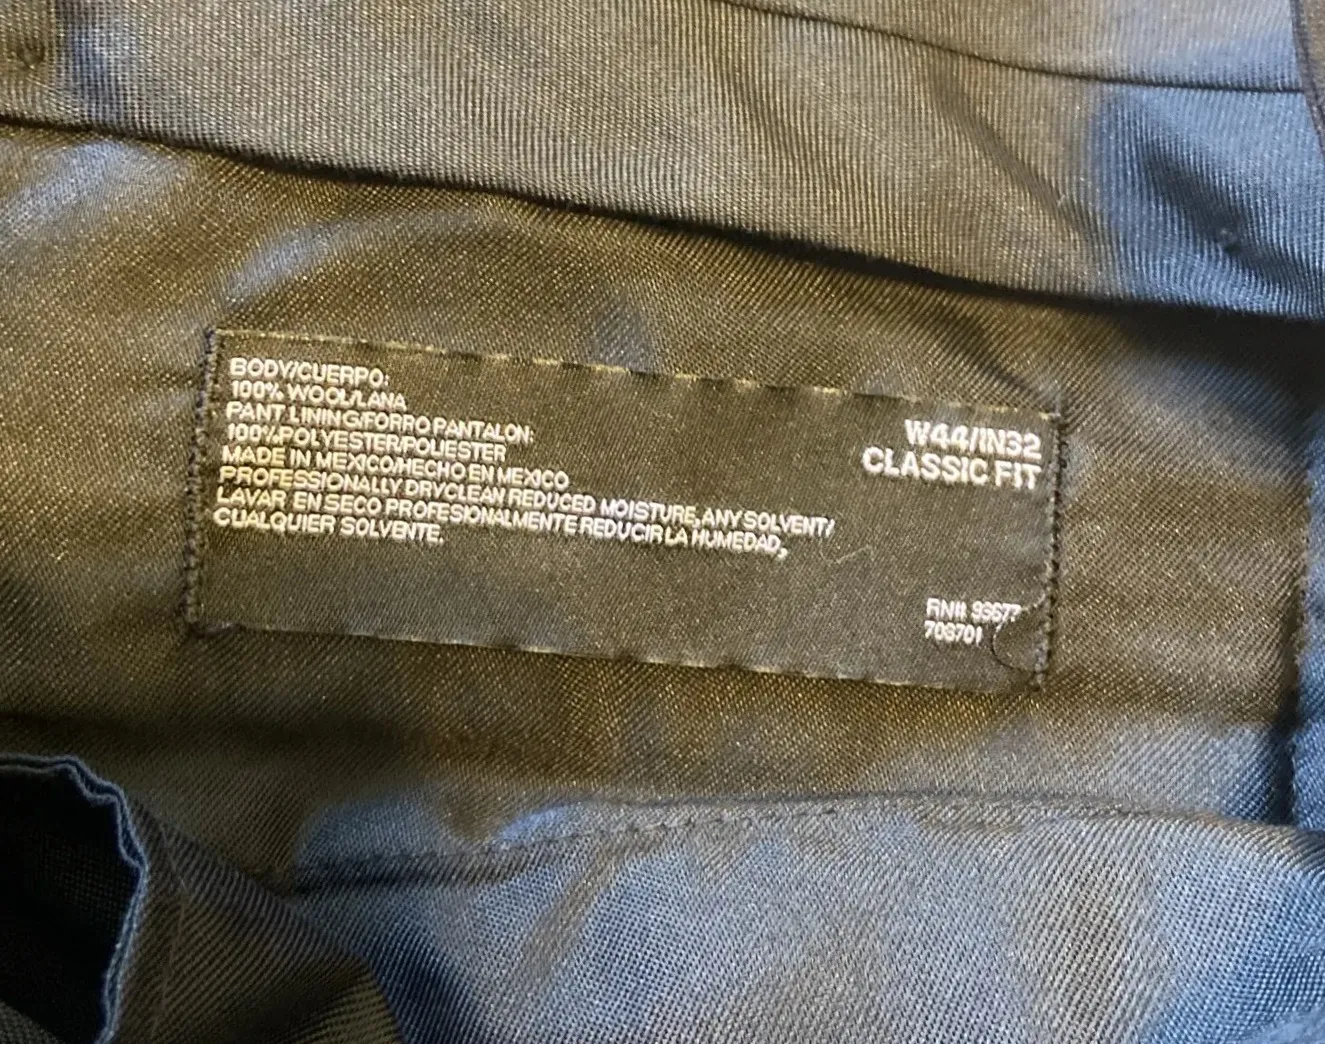 BODY/CUERPO:
100% WOOL/LANA
PANT LINING/FORRO PANTALON:
100%POLYESTER/POLIESTER
MADE IN MEXICO/HECHO EN MEXICO
PROFESSIONALLY DRYCLEAN REDUCED MOISTURE,ANY SOLVENT/
LAVAR EN SECO PROFESIONALMENTE REDUCIR LA HUMEDAD,
CUALQUIER SOLVENTE.
W44/IN32
CLASSIC FIT
RN# 93677
703701